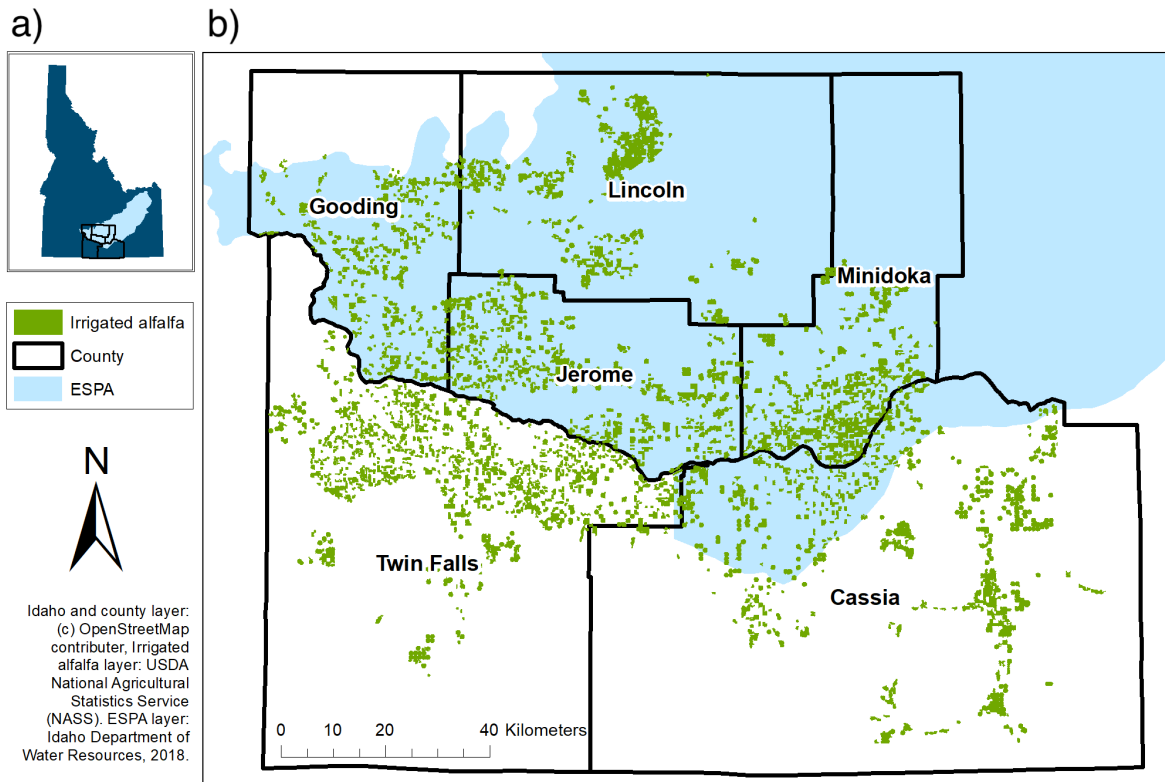 a)
b)
Irrigated alfalfa
County
ESPA
N
Idaho and county layer:
(c) OpenStreetMap
contributer, Irrigated
alfalfa layer: USDA
National Agricultural
Statistics Service
(NASS). ESPA layer:
Idaho Department of
Water Resources, 2018.
Lincoln
Gooding
Minidoka
Jerome
Twin Falls
Cassia
0 10 20 40 Kilometers